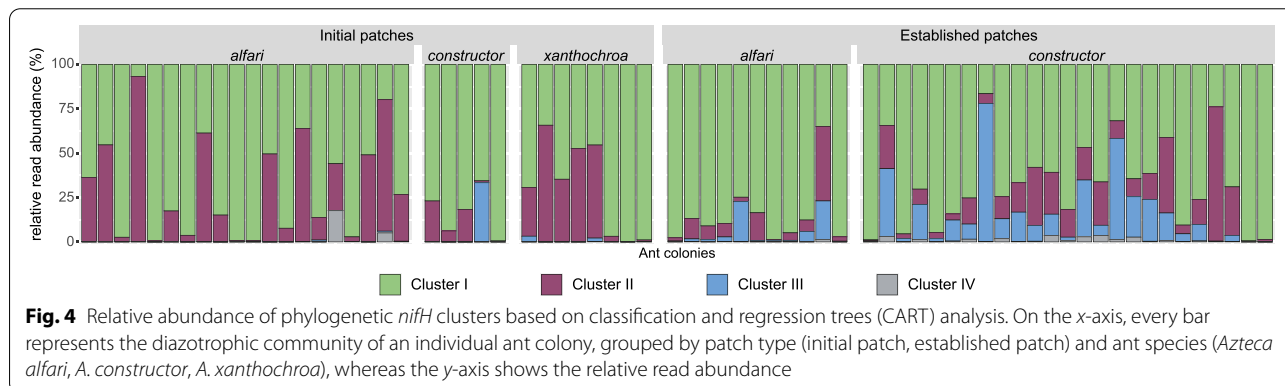 Initial patches
Established patches
alfari
constructor
xanthochroa
alfari
constructor
relative read abundance (%)
100
75
50
25
0
Ant colonies
Cluster I
Cluster II
Cluster III
Cluster IV
Fig. 4 Relative abundance of phylogenetic nifH clusters based on classification and regression trees (CART) analysis. On the x-axis, every bar
represents the diazotrophic community of an individual ant colony, grouped by patch type (initial patch, established patch) and ant species (Azteca
alfari, A. constructor, A. xanthochroa), whereas the y-axis shows the relative read abundance